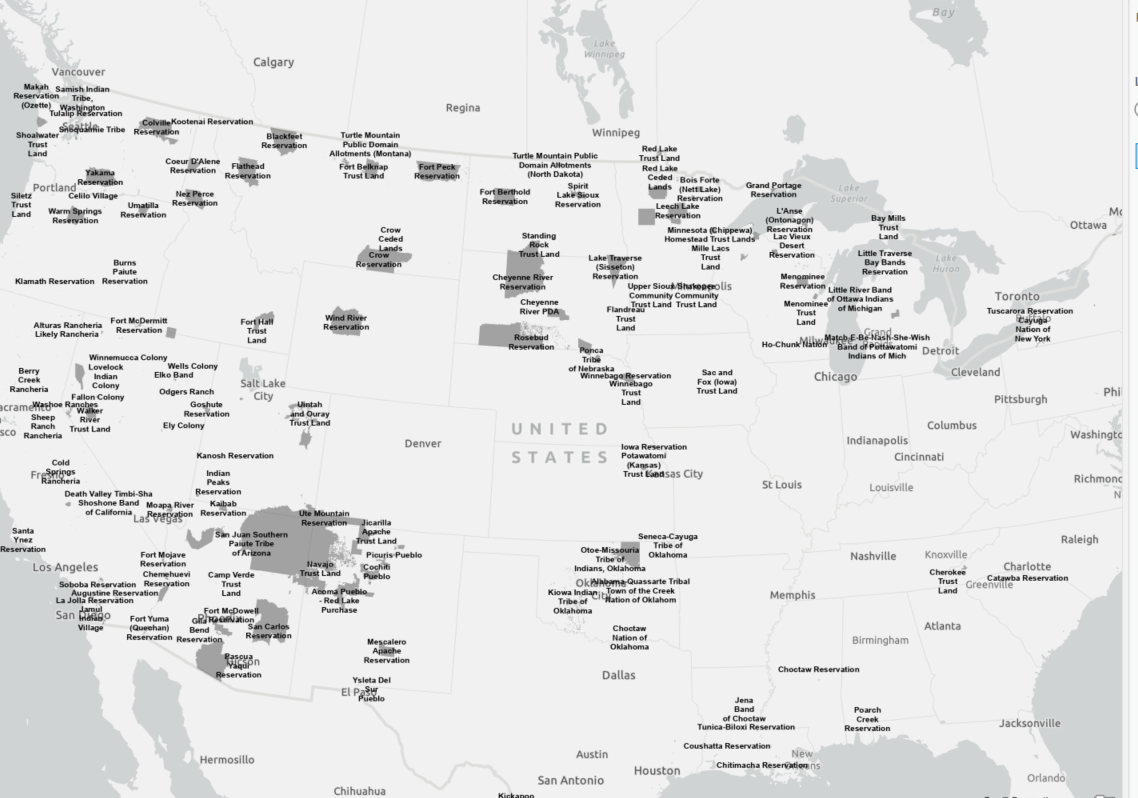 Bay
Lake
Winnipeg
Calgary
Vancouver
Makah
Reservation
(Ozette)
Samish Indian
Tribe,
Washington
Tulalip Reservation
Snoqualmie Tribe
Seattle
Shoalwater
Trust
Land
Colville
Reservation
Kootenai Reservation
Regina
Winnipeg
Blackfeet
Reservation
Turtle Mountain
Public Domain
Allotments (Montana)
Fort Belknap
Trust Land
Fort Peck
Reservation
Turtle Mountain Public
Domain Allotments
(North Dakota)
Red Lake
Trust Land
Red Lake
Ceded
Lands
Bois Forte
(Nett Lake)
Reservation
Grand Portage
Reservation
Lake
Superior
Coeur D'Alene
Reservation
Flathead
Reservation
Yakama
Reservation
Portland
Celilo Village
Siletz
Trust
Land
Warm Springs
Reservation
Umatilla
Reservation
Nez Perce
Reservation
Fort Berthold
Reservation
Spirit
Lake Sioux
Reservation
Leech Lake
Reservation
L'Anse
(Ontonagon)
Reservation
Bay Mills
Trust
Land
Ottawa
Mo
Crow
Ceded
Lands
Crow
Reservation
Standing
Rock
Trust Land
Minnesota (Chippewa)
Homestead Trust Lands
Mille Lacs
Trust
Land
Lac Vieux
Desert
Reservation
Little Traverse
Bay Bands
Reservation
Lake
Huron
Burns
Paiute
Reservation
Klamath Reservation
Cheyenne River
Reservation
Lake Traverse
(Sisseton)
Reservation
Upper Sioux
Community
Trust Land
Shakopee
Community
Trust Land
Menominee
Reservation
Menominee
Trust
Land
Little River Band
of Ottawa Indians
of Michigan
Toronto
Tuscarora Reservation
Buffalo
Cayuga
Nation of
New York
Cheyenne
River PDA
Flandreau
Trust
Land
Alturas Rancheria
Likely Rancheria
Fort McDermitt
Reservation
Fort Hall
Trust
Land
Wind River
Reservation
Rosebud
Reservation
Ho-Chunk Nation
Milwaukee
Grand
Rapids
Match-E-Be-Nash-She-Wish
Band of Pottawatomi
Indians of Mich
Detroit
Ponca
Tribe
of Nebraska
Winnebago Reservation
Winnebago
Trust
Land
Sac and
Fox (Iowa)
Trust Land
Chicago
Cleveland
Pittsburgh
Phi
Winnemucca Colony
Lovelock
Indian
Colony
Wells Colony
Elko Band
Berry
Creek
Rancheria
Salt Lake
City
Odgers Ranch
Fallon Colony
Washoe Ranches
acramento
sco
Sheep
Ranch
Rancheria
Walker
River
Trust Land
Goshute
Reservation
Ely Colony
Uintah
and Ouray
Trust Land
Denver
UNITED
STATES
Columbus
Indianapolis
Cincinnati
Washingto
Kanosh Reservation
Iowa Reservation
Potawatomi
(Kansas)
Trust Land
Kansas City
Cold
Springs
Rancheria
Fresno
Indian
Peaks
Reservation
St Louis
Louisville
Richmond
N
Death Valley Timbi-Sha
Shoshone Band
of California
Moapa River
Reservation
Kaibab
Reservation
Las Vegas
Ute Mountain
Reservation
Jicarilla
Apache
Trust Land
San Juan Southern
Paiute Tribe
of Arizona
Santa
Ynez
Reservation
Seneca-Cayuga
Tribe of
Oklahoma
Otoe-Missouria
Tribe of
Indians, Oklahoma
Picuris Pueblo
Cochiti
Pueblo
Navajo
Trust Land
Nashville
Knoxville
Charlotte
Greenville
Cherokee
Trust
Land
Catawba Reservation
Los Angeles
Fort Mojave
Reservation
Chemehuevi
Reservation
Soboba Reservation
Augustine Reservation
La Jolla Reservation
Jamul
Indian
Village
San Diego
Camp Verde
Trust
Land
Acoma Pueblo
- Red Lake
Purchase
Oklahoma
City
Alabama-Quassarte Tribal
Town of the Creek
Nation of Oklahom
Kiowa Indian
Tribe of
Oklahoma
Memphis
Fort Yuma
(Quechan)
Reservation
Fort McDowell
Reservation
Gila
Bend
Reservation
Phoenix
San Carlos
Reservation
Choctaw
Nation of
Oklahoma
Atlanta
Birmingham
Mescalero
Apache
Reservation
Pascua
Yaqui
Reservation
Tucson
Ysleta Del
Sur
Pueblo
El Paso
Dallas
Choctaw Reservation
Jena
Band
of Choctaw
Tunica-Biloxi Reservation
Poarch
Creek
Reservation
Jacksonville
Coushatta Reservation
Hermosillo
Austin
Houston
Chitimacha Reservation
New
Orleans
San Antonio
Orlando
Chihuahua
Kickapoo